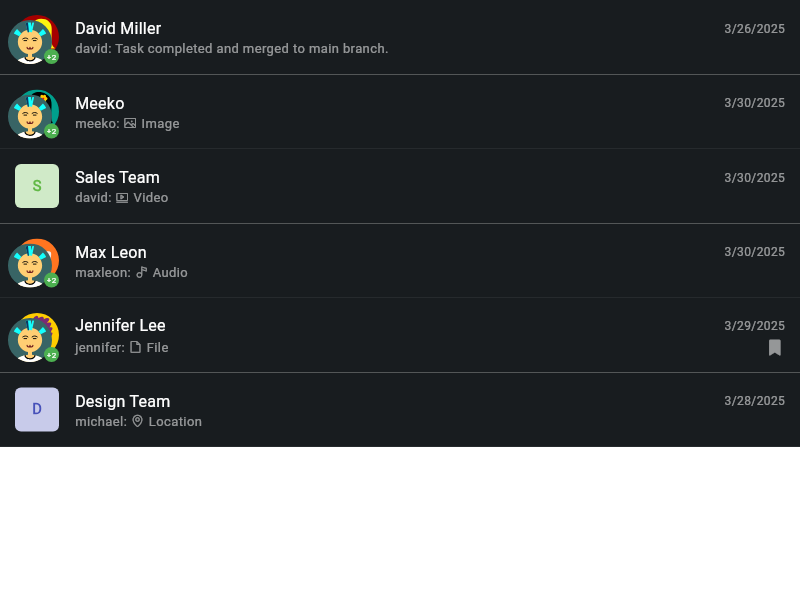 David Miller
3/26/2025
david: Task completed and merged to main branch.
+2
Meeko
3/30/2025
meeko: Image
+2
S
Sales Team
3/30/2025
david: Video
Max Leon
3/30/2025
maxleon: Audio
+2
Jennifer Lee
3/29/2025
jennifer: File
+2
D
Design Team
3/28/2025
michael: Location